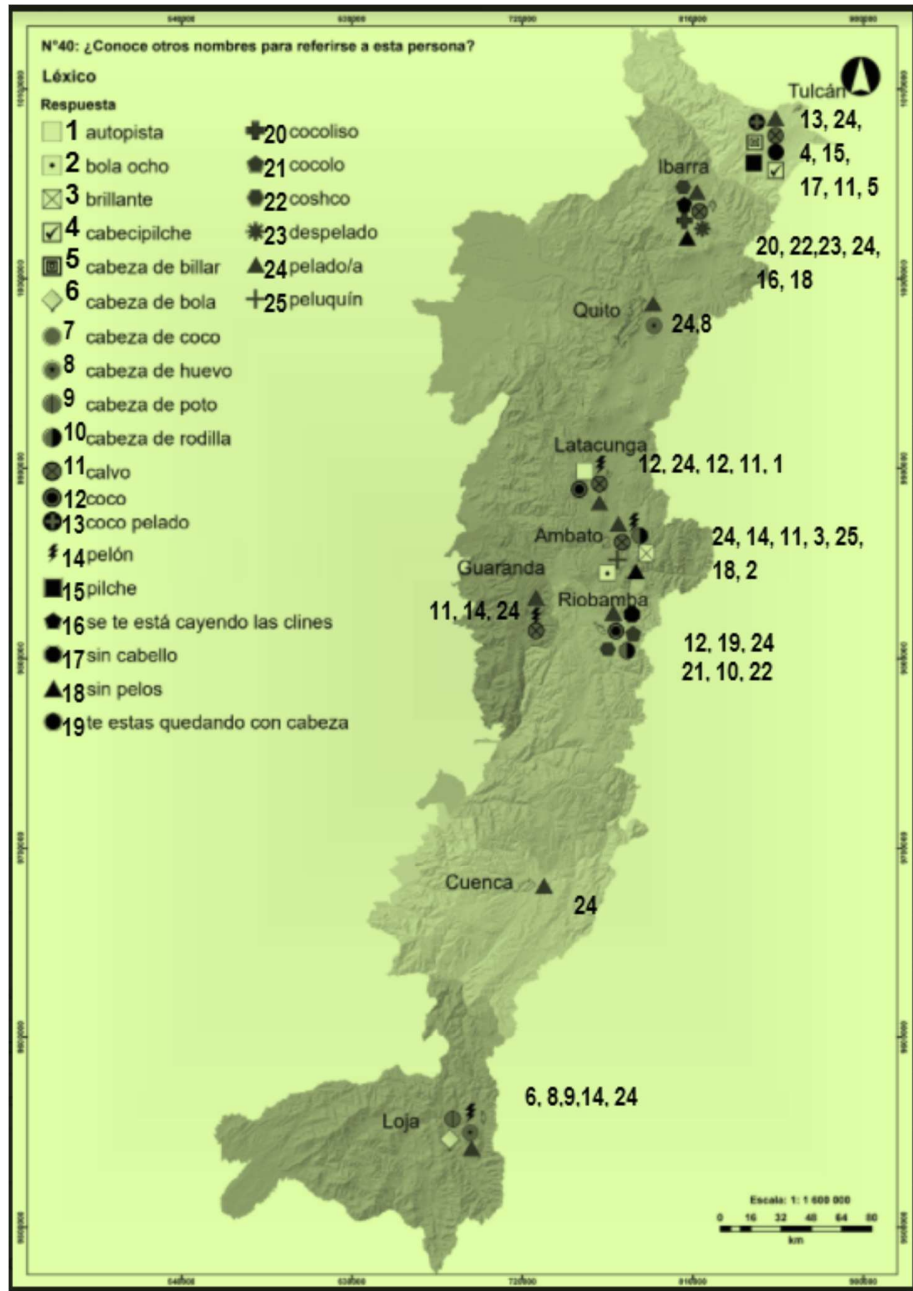 N°40: ¿Conoce otros nombres para referirse a esta persona?
Léxico
Respuesta
1 autopista
2 bola ocho
3 brillante
4 cabecipilche
5 cabeza de billar
6 cabeza de bola
7 cabeza de coco
8 cabeza de huevo
9 cabeza de poto
10 cabeza de rodilla
11 calvo
12 coco
13 coco pelado
14 pelón
15 pilche
16 se te está cayendo las clines
17 sin cabello
18 sin pelos
19 te estas quedando con cabeza
20 cocoliso
21 cocolo
22 coshco
23 despelado
24 pelado/a
25 peluquín
Tulcán
13, 24,
4, 15,
17, 11, 5
Ibarra
20, 22,23, 24,
16, 18
Quito
24,8
Latacunga
12, 24, 12, 11, 1
Ambato
24, 14, 11, 3, 25,
18, 2
Guaranda
11, 14, 24
Riobamba
12, 19, 24
21, 10, 22
Cuenca
24
Loja
6, 8,9,14, 24
Escala: 1: 1 600 000
0 16 32 48 64 80
km